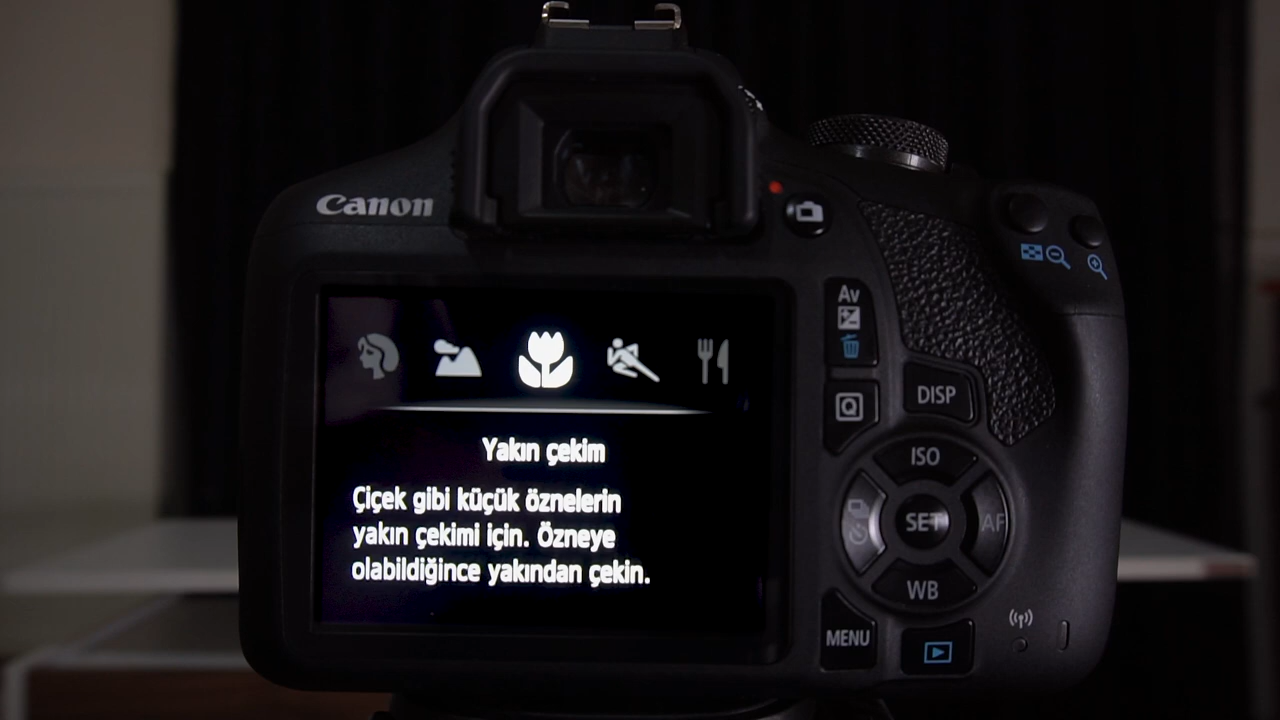 Canon
Yakın çekim
Çiçek gibi küçük öznelerin
yakın çekimi için. Özneye
olabildiğince yakından çekin.
Av
Q
DISP
ISO
SET
AF
WB
MENU